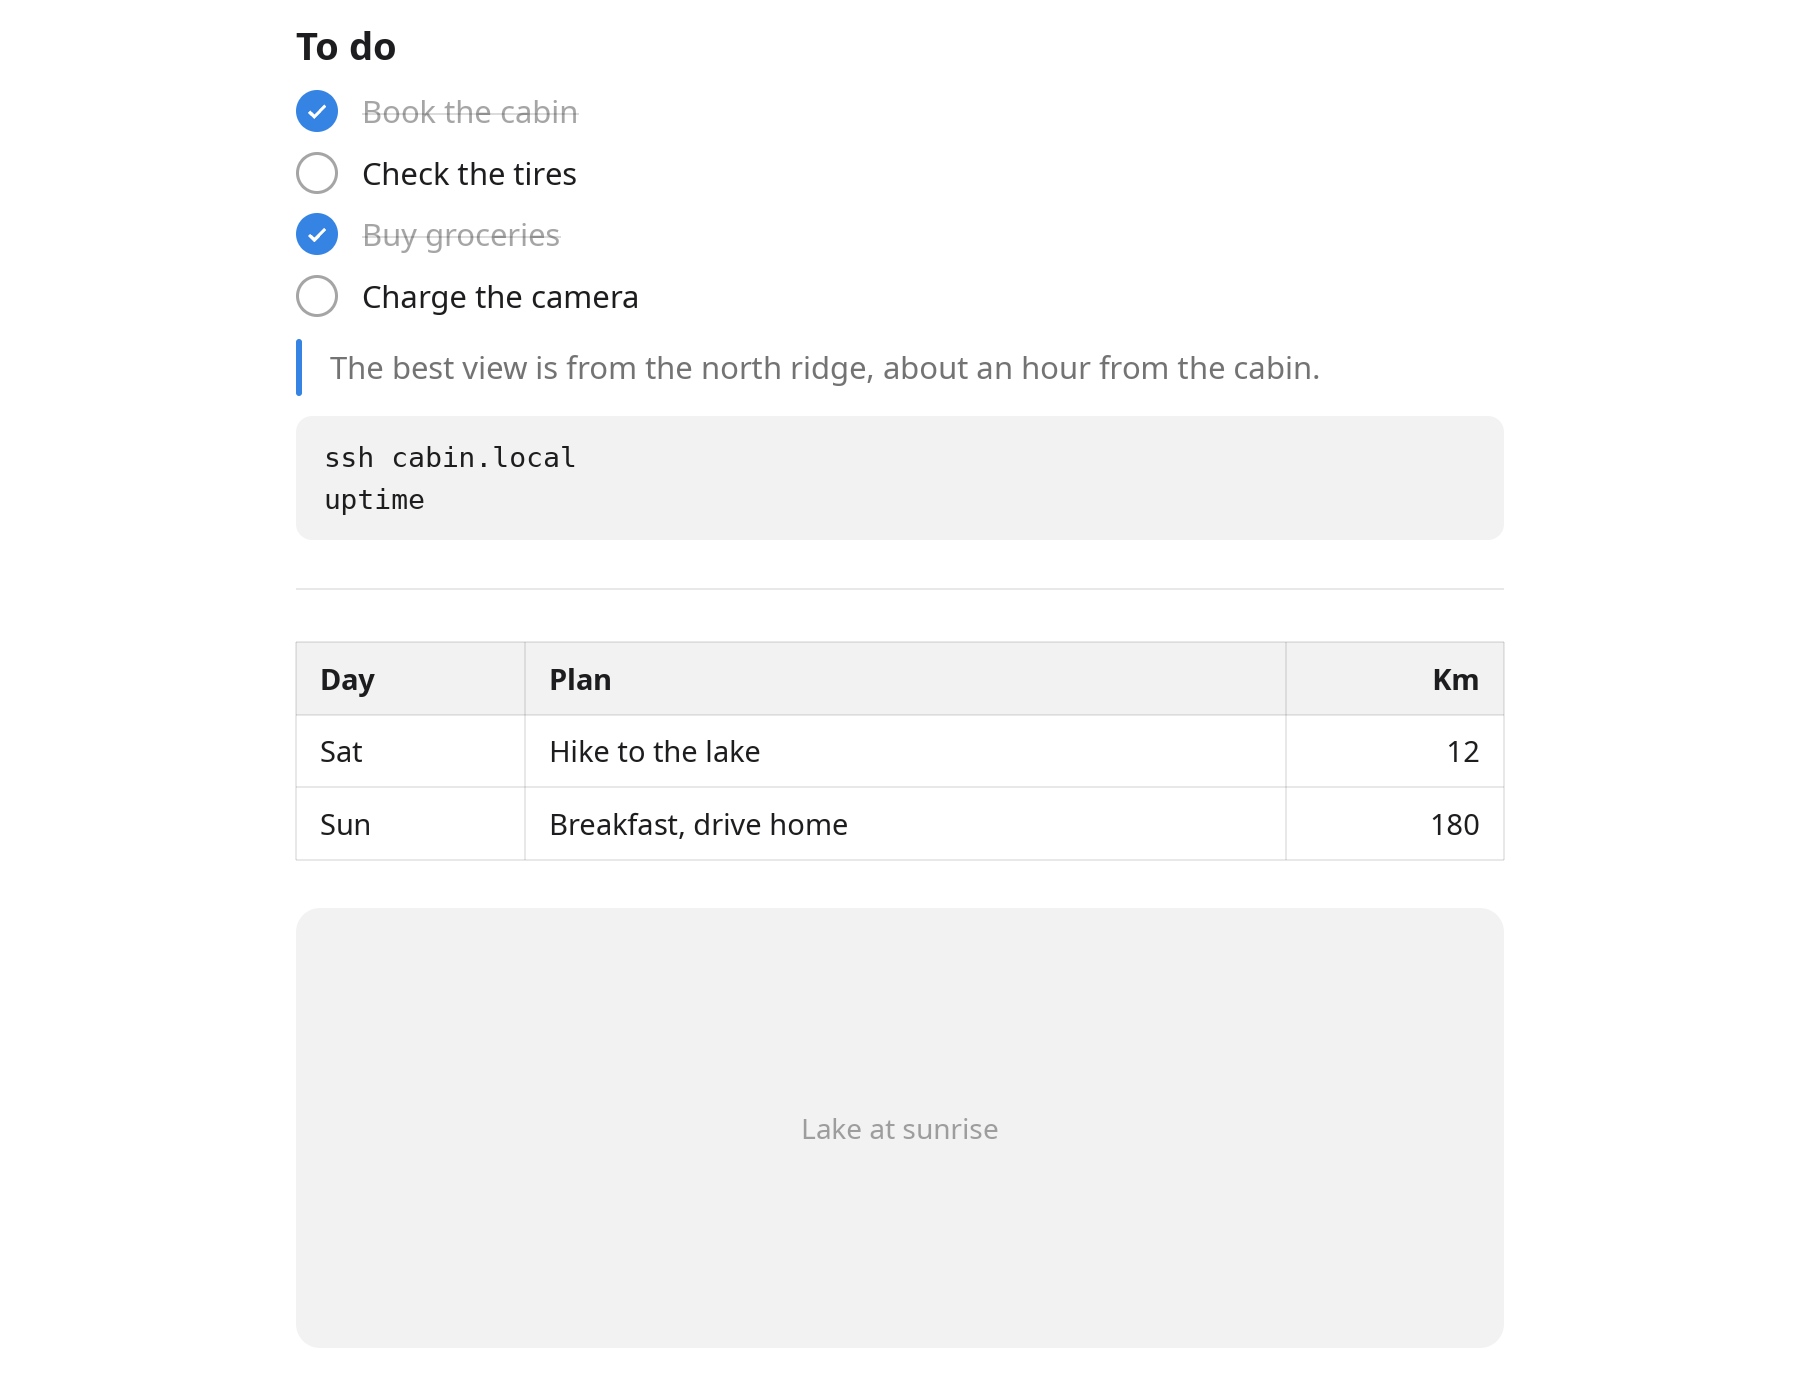 To do
Book the cabin
Check the tires
Buy groceries
Charge the camera
The best view is from the north ridge, about an hour from the cabin.
ssh cabin.local
uptime
Day Plan Km
Sat Hike to the lake 12
Sun Breakfast, drive home 180
Lake at sunrise